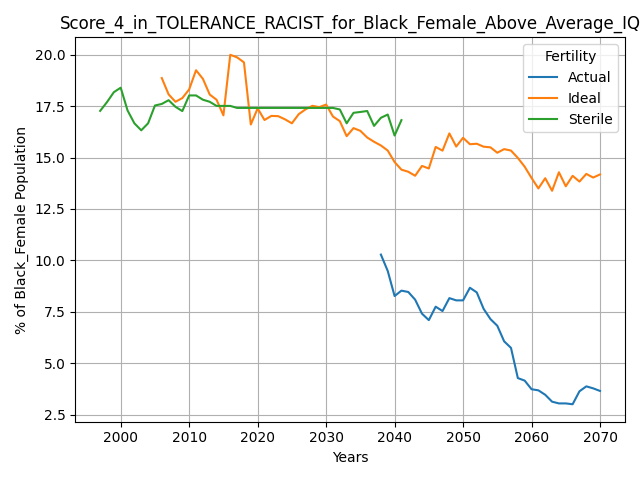 Score_4_in_TOLERANCE_RACIST_for_Black_Female_Above_Average_IQ
20.0
17.5
15.0
12.5
10.0
7.5
5.0
2.5
% of Black_Female Population
Fertility
Actual
Ideal
Sterile
2000 2010 2020 2030 2040 2050 2060 2070
Years